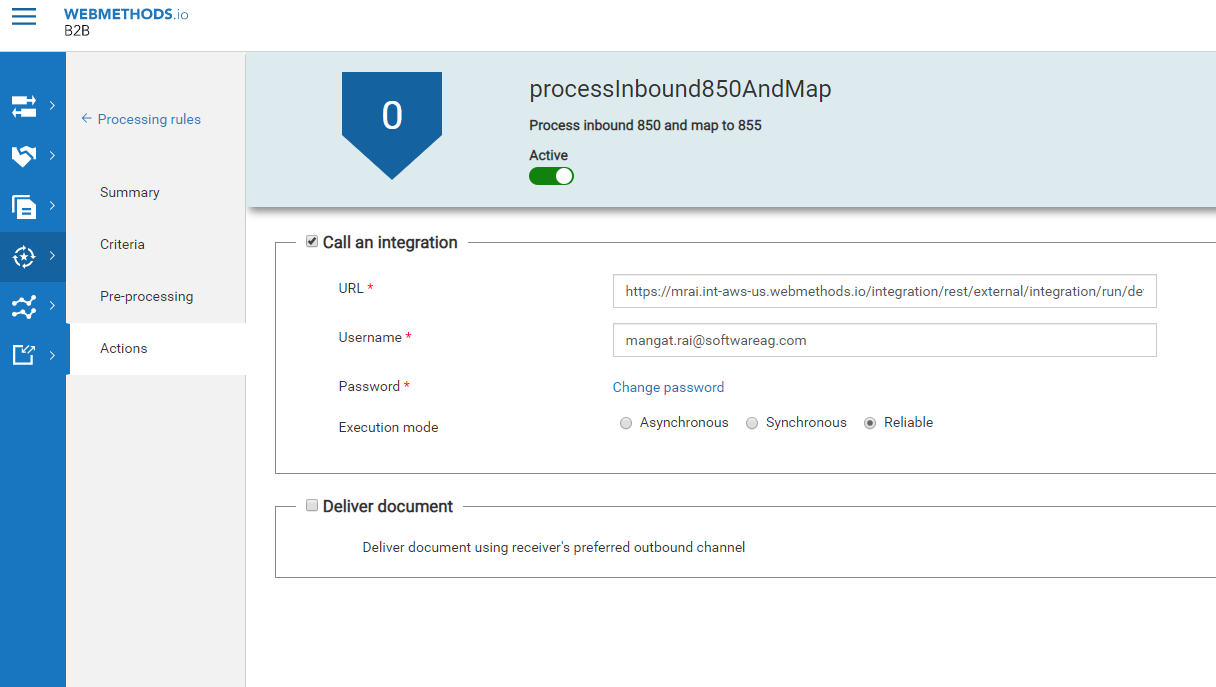 WEBMETHODS.io
B2B
Processing rules
Summary
Criteria
Pre-processing
Actions
0
processInbound850AndMap
Process inbound 850 and map to 855
Active
Call an integration
URL *
https://mrai.int-aws-us.webmethods.io/integration/rest/external/integration/run/de
Username *
mangat.rai@softwareag.com
Password *
Change password
Execution mode
Asynchronous
Synchronous
Reliable
Deliver document
Deliver document using receiver's preferred outbound channel